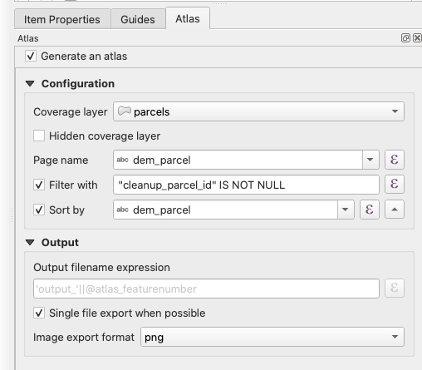 Item Properties Guides Atlas
Atlas
Generate an atlas
Configuration
Coverage layer parcels
Hidden coverage layer
Page name abc dem_parcel ε
Filter with "cleanup_parcel_id" IS NOT NULL ε
Sort by abc dem_parcel ε
Output
Output filename expression
'output_'||@atlas_featurenumber ε
Single file export when possible
Image export format png